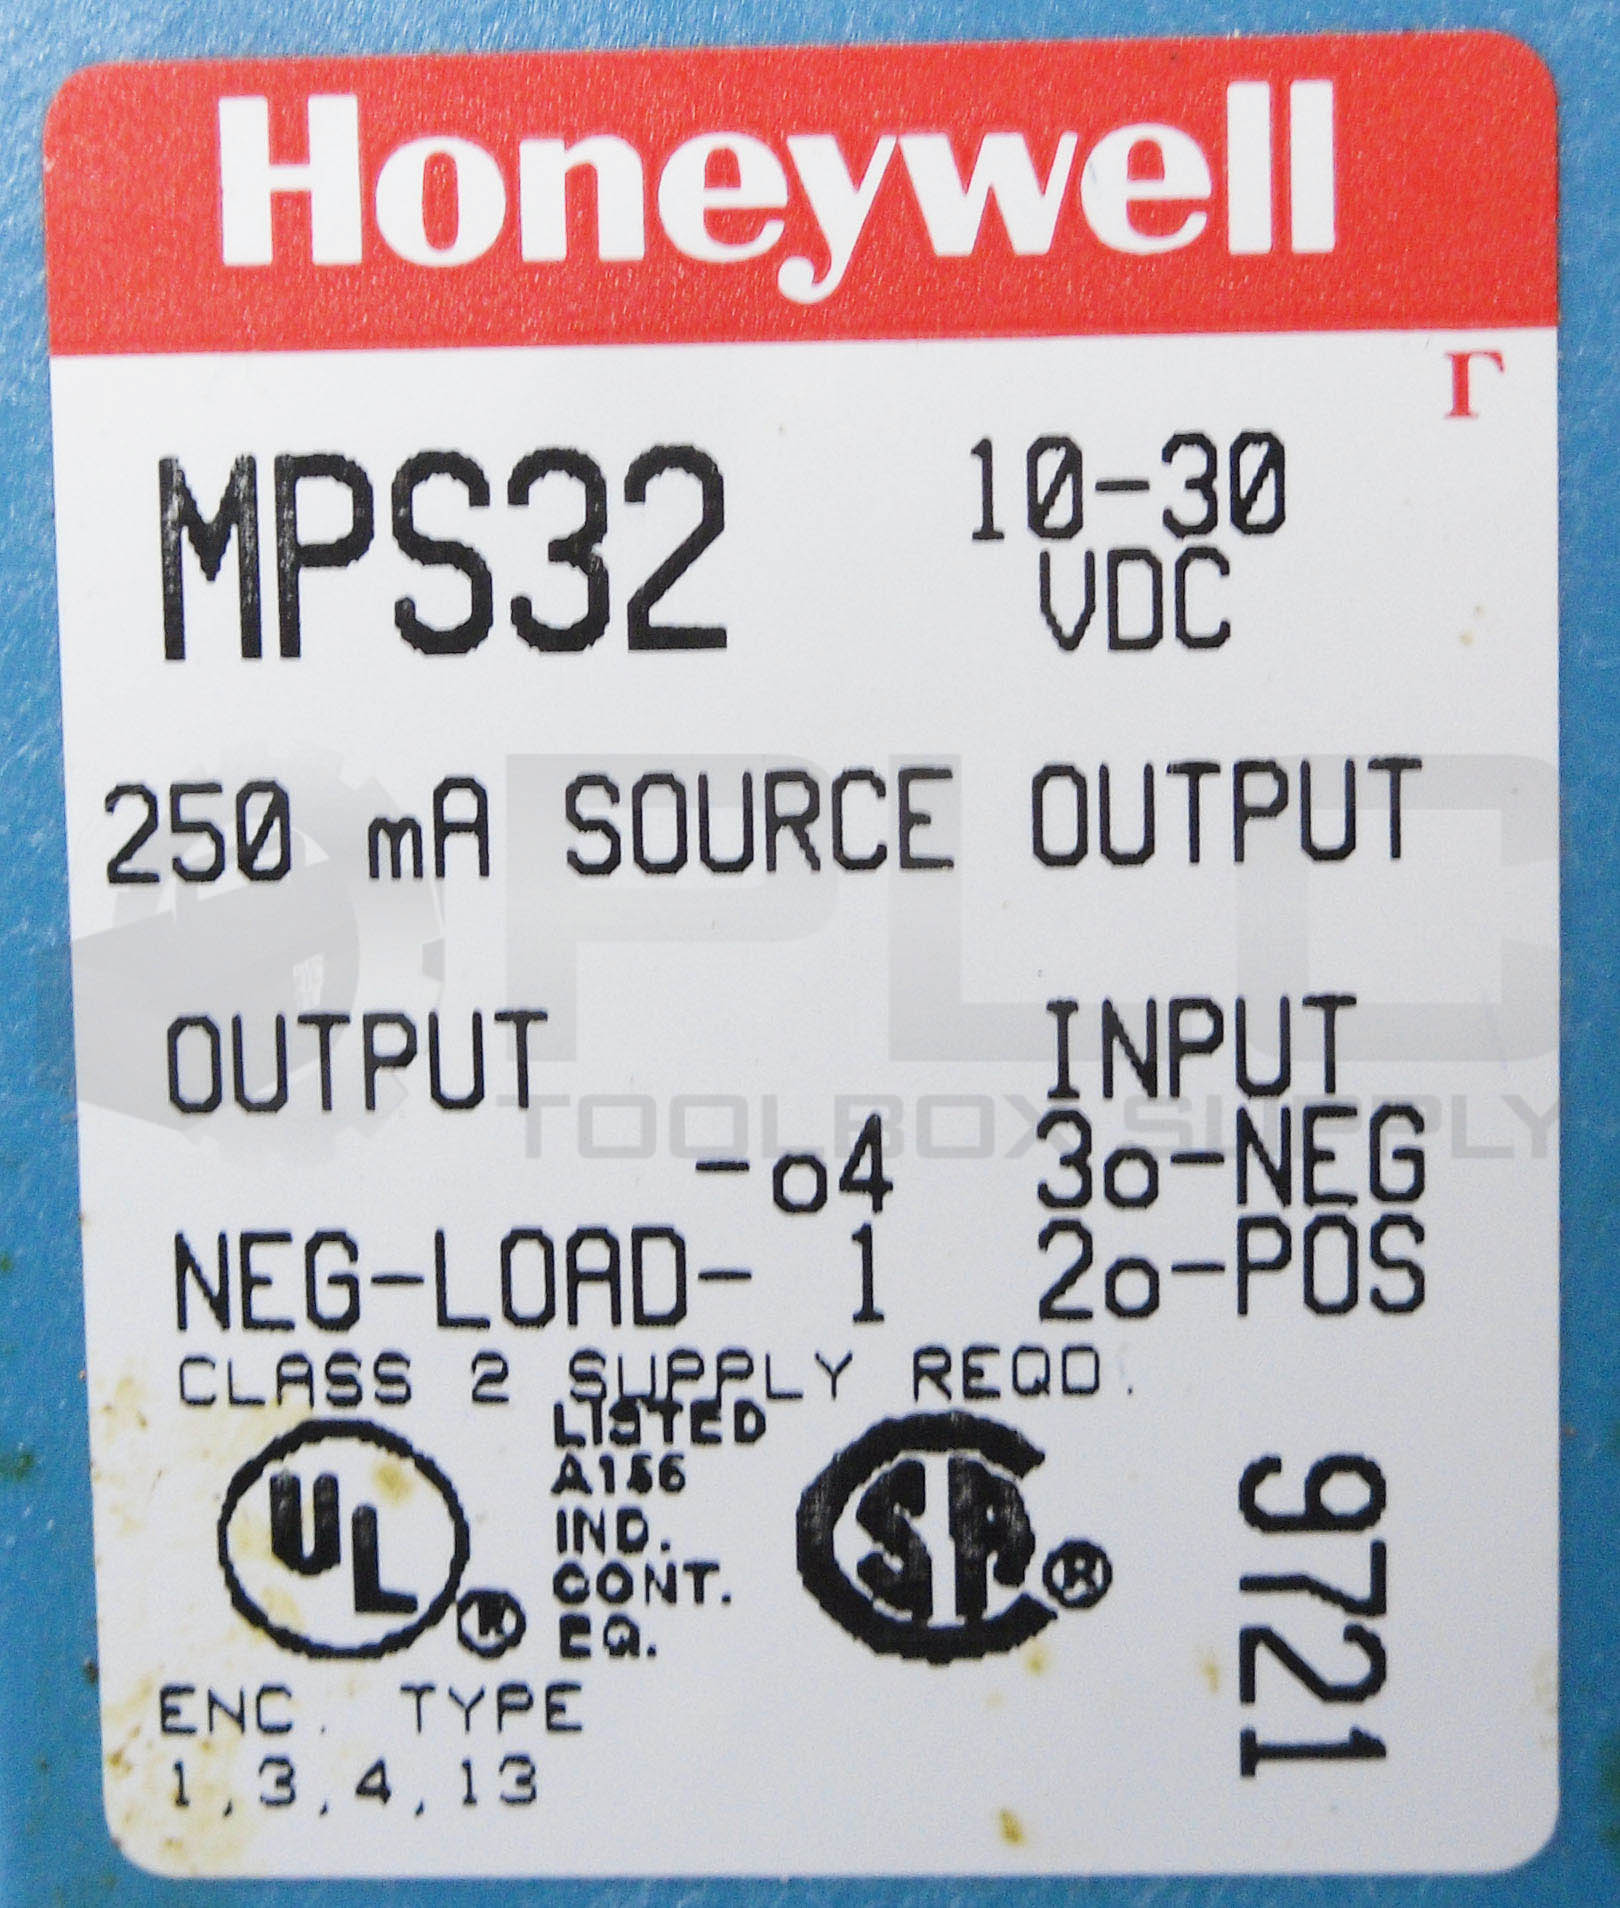 Honeywell
r
MPS32 10-30
VDC
250 mA SOURCE OUTPUT
OUTPUT INPUT
-o4 3o-NEG
NEG-LOAD- 1 2o-POS
CLASS 2 SUPPLY REQD.
UL® LISTED
A156
IND.
CONT.
EQ.
CSA®
9721
ENC. TYPE
1,3,4,13
PLC
TOOLBOX SUPPLY